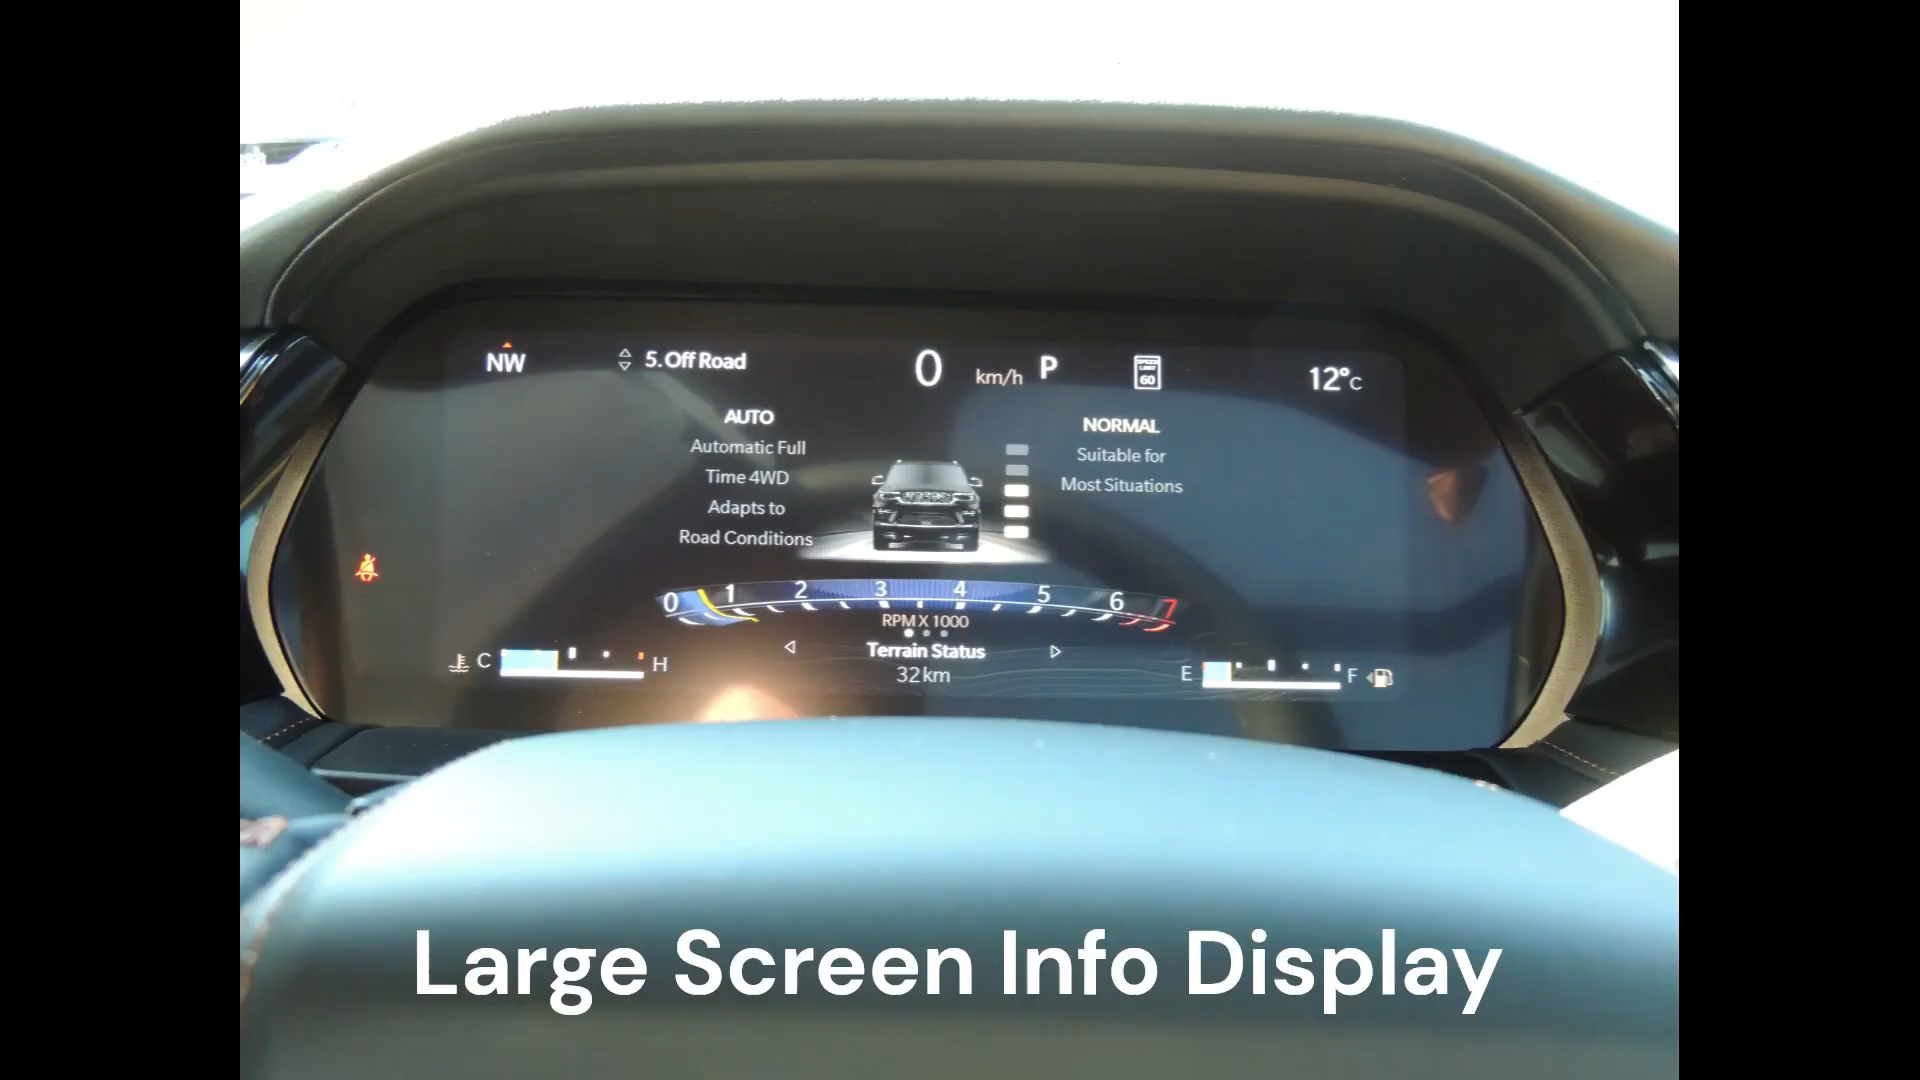 NW
5. Off Road
0 km/h P
SPEED
LIMIT
60
12°C
AUTO
Automatic Full
Time 4WD
Adapts to
Road Conditions
NORMAL
Suitable for
Most Situations
0 1 2 3 4 5 6 7
RPM X 1000
Terrain Status
32 km
C H
E F
Large Screen Info Display